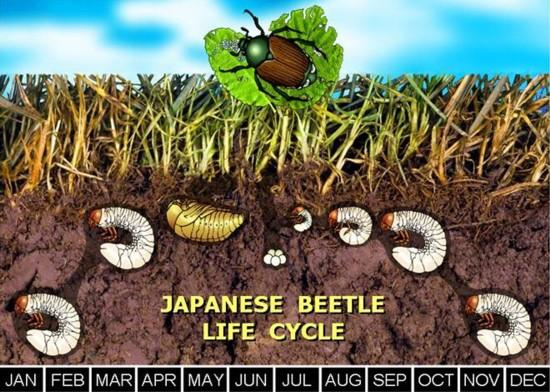 JAPANESE BEETLE
LIFE CYCLE
JAN FEB MAR APR MAY JUN JUL AUG SEP OCT NOV DEC